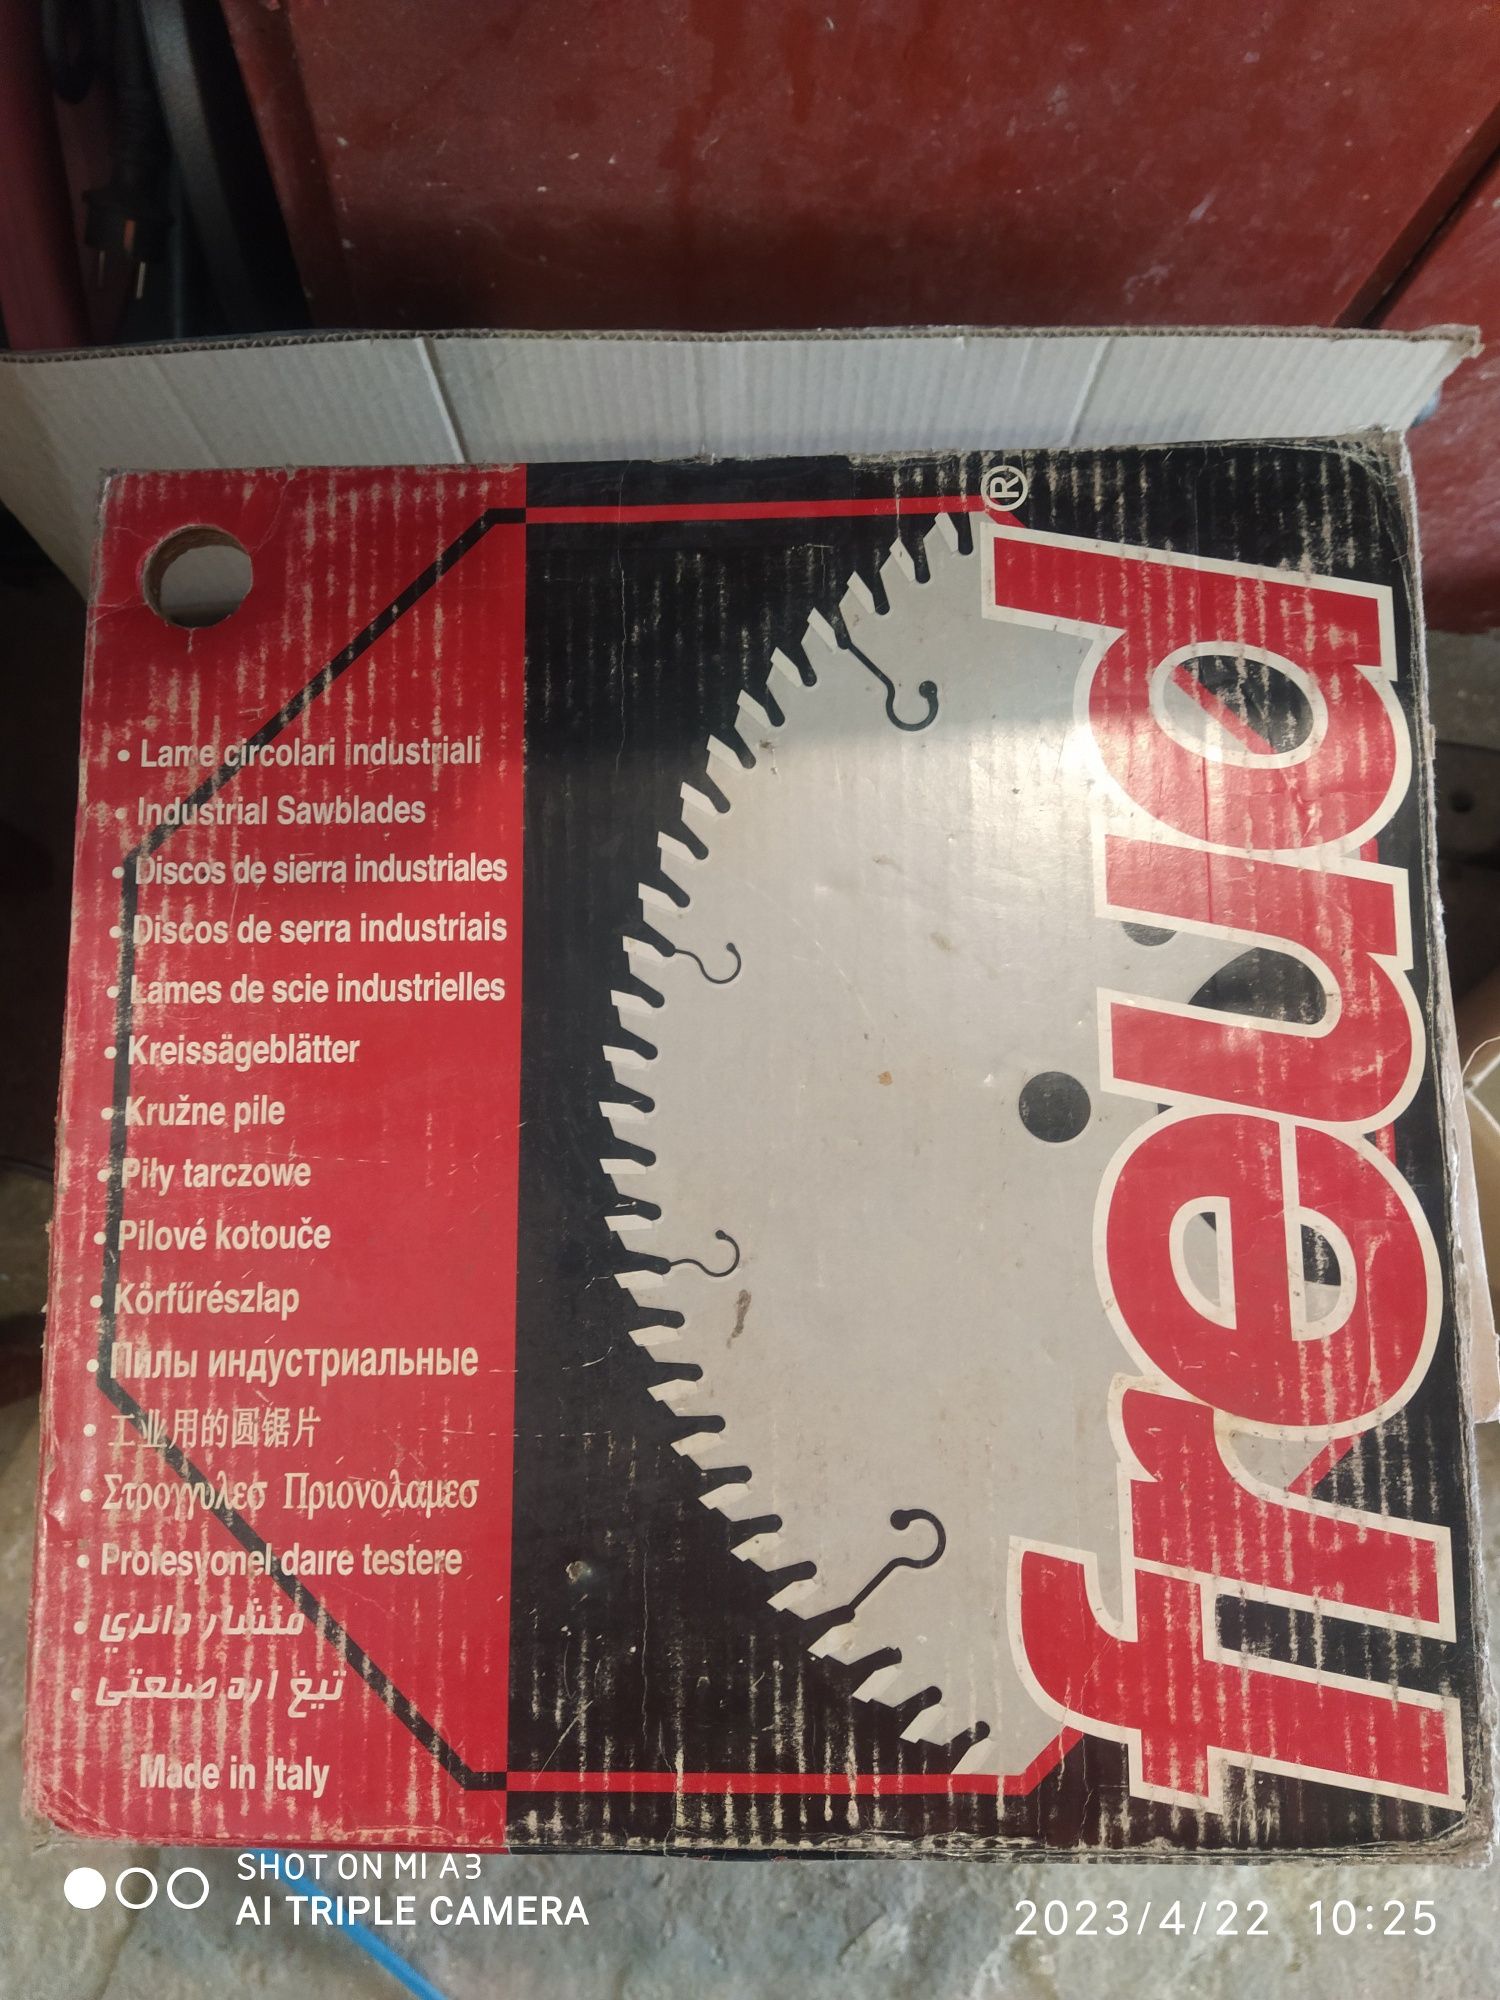 • Lame circolari industriali
• Industrial Sawblades
• Discos de sierra industriales
• Discos de serra industriais
• Lames de scie industrielles
• Kreissägeblätter
• Kružne pile
• Piły tarczowe
• Pilové kotouče
• Körfűrészlap
• Пилы индустриальные
• 工业用的圆锯片
• Στρογγυλεσ Πριονολαμεσ
• Profesyonel daıre testere
• منشار دائري
• تیغ اره صنعتی
Made in Italy
freud®
SHOT ON MI A3
AI TRIPLE CAMERA
2023/4/22 10:25